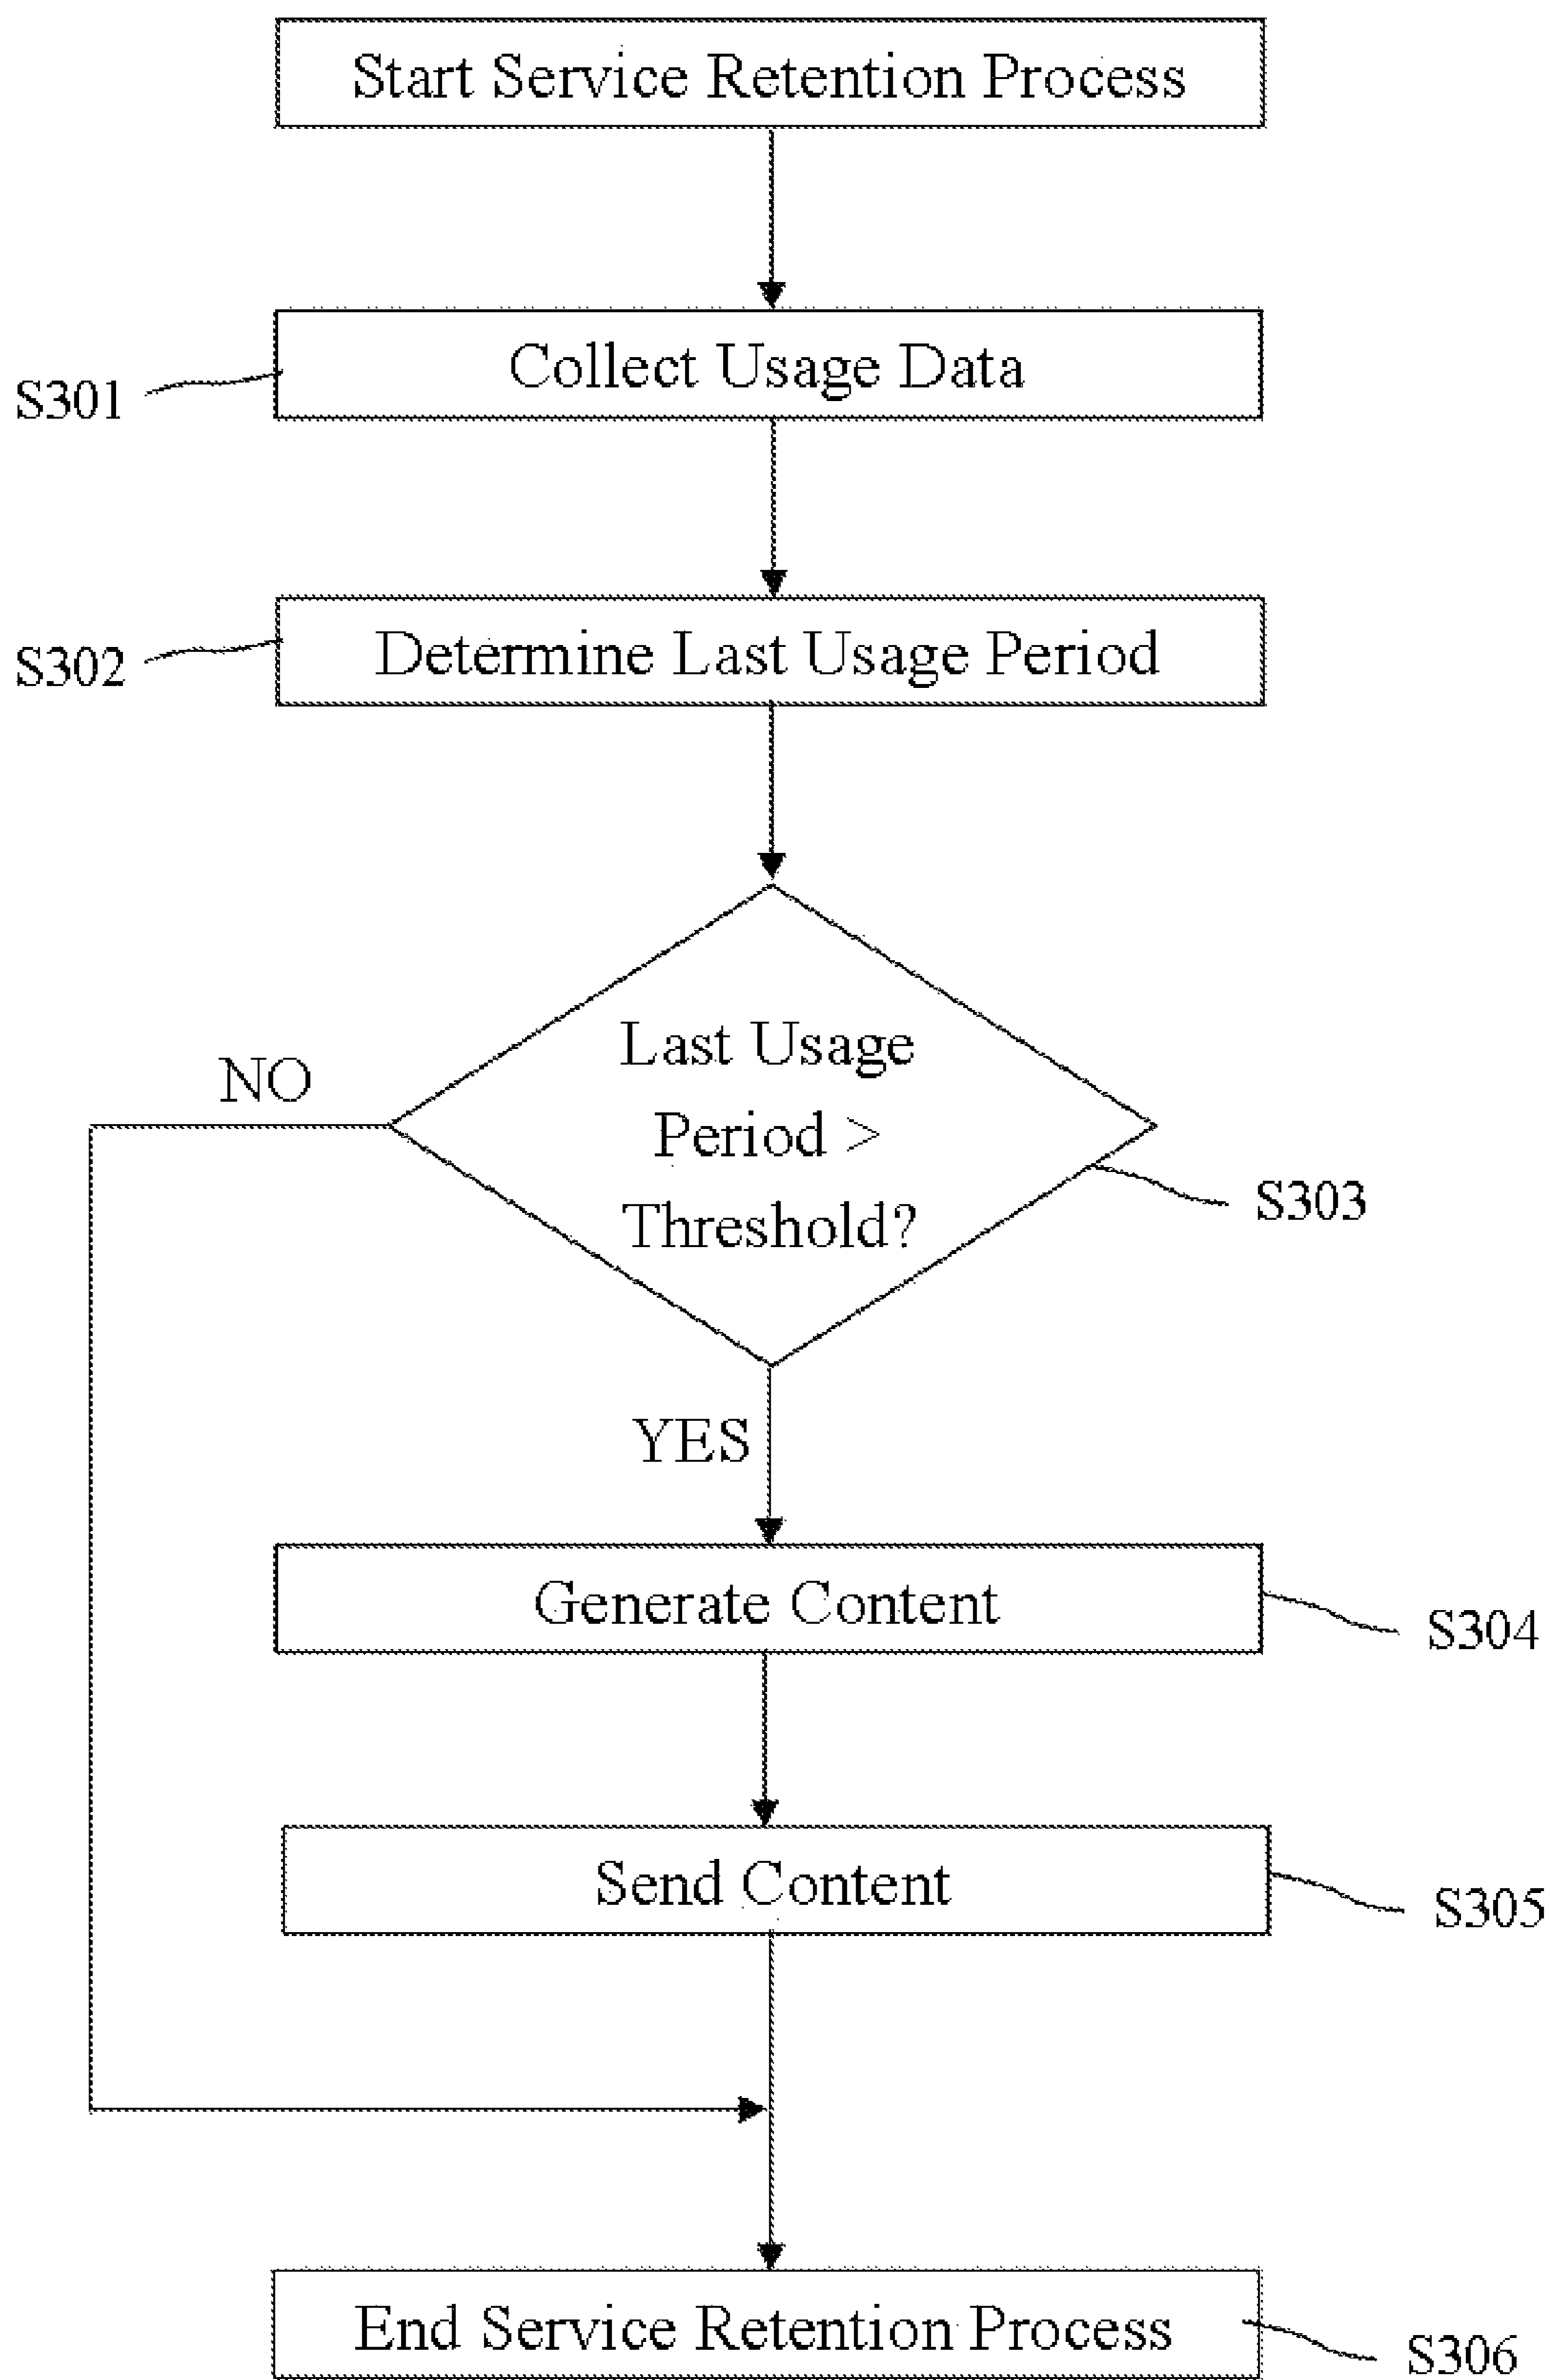 Start Service Retention Process
Collect Usage Data
S301
Determine Last Usage Period
S302
Last Usage
Period >
Threshold?
NO
S303
YES
Generate Content
S304
Send Content
S305
End Service Retention Process
S306